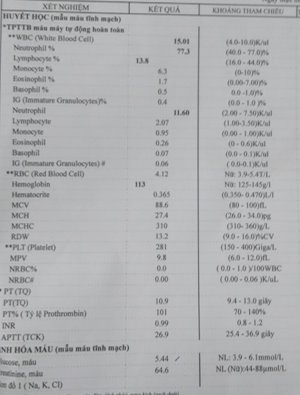 XÉT NGHIỆM KẾT QUẢ KHOẢNG THAM CHIẾU
HUYẾT HỌC (mẫu máu tĩnh mạch)
*TPTTB máu máy tự động hoàn toàn
**WBC (White Blood Cell) 15.01 (4.0-10.0)K/ul
Neutrophil % 77.3 (40.0 - 77.0)%
Lymphocyte % 13.8 (16.0 - 44.0)%
Monocyte % 6.3 (0-10)%
Eosinophil % 1.7 (0.00-7.00)%
Basophil % 0.5 0.0 -1.0)%
IG (Immature Granulocytes)% 0.4 (0.0 - 1.0 )%
Neutrophil 11.60 (2.00 - 7.50)K/ul
Lymphocyte 2.07 (1.00-3.50)K/ul
Monocyte 0.95 (0.00 - 1.00)K/ul
Eosinophil 0.26 (0 - 0.6)K/ul
Basophil 0.07 (0.0 - 0.1)K/ul
IG (Immature Granulocytes) # 0.06 ( 0.0-0.1)K/ul
**RBC (Red Blood Cell) 4.12 Nữ: 3.9-5.4T/L
Hemoglobin 113 Nữ: 125-145g/l
Hematocrite 0.365 (0.350- 0.470)L/l
MCV 88.6 (80 - 100)fL
MCH 27.4 (26.0 - 34.0)pg
MCHC 310 (310- 360)g/L
RDW 13.2 (9.0 - 16.0)%CV
**PLT (Platelet) 281 (150 - 400)Giga/L
MPV 9.8 (6.0 - 12.0)fL
NRBC% 0.0 ( 0.0 - 1.0 )/100WBC
NRBC# 0.00 ( 0.00 - 0.06 )K/uL
* PT (TQ)
PT(TQ) 10.9 9.4 - 13.0 giây
PT% ( Tỷ lệ Prothrombin) 101 70 - 140%
INR 0.99 0.8 - 1.2
APTT (TCK) 26.9 25.4 - 36.9 giây
INH HÓA MÁU (mẫu máu tĩnh mạch)
lucose, máu 5.44 NL: 3.9 - 6.1mmol/L
reatinine, máu 64.6 NL (Nữ):44-88µmol/L
ện đồ 1 ( Na, K, Cl)